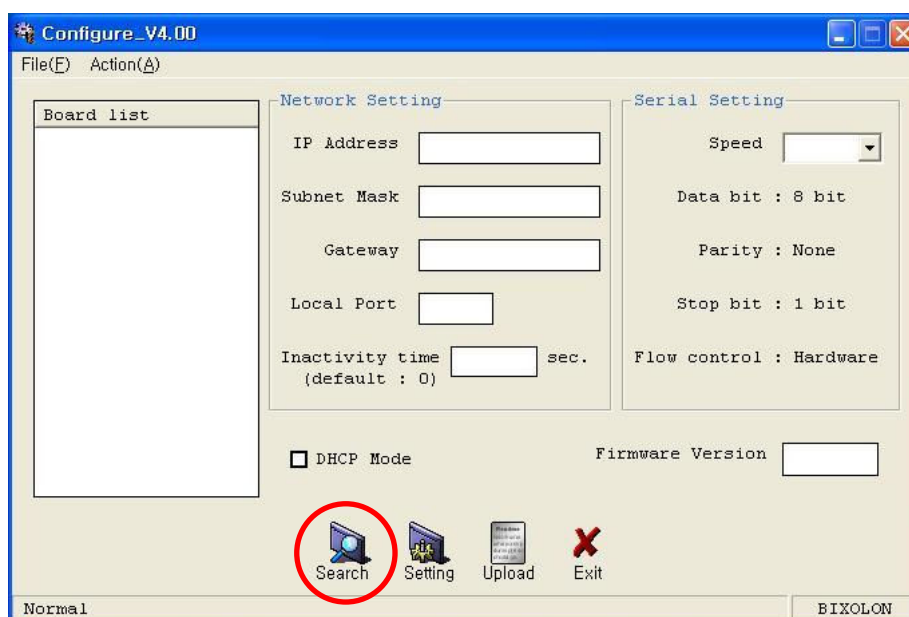 Configure_V4.00
File(F) Action(A)
Board list
Network Setting
IP Address
Subnet Mask
Gateway
Local Port
Inactivity time sec.
(default : 0)
Serial Setting
Speed
Data bit : 8 bit
Parity : None
Stop bit : 1 bit
Flow control : Hardware
DHCP Mode
Firmware Version
Search
Setting
Upload
Exit
Normal
BIXOLON